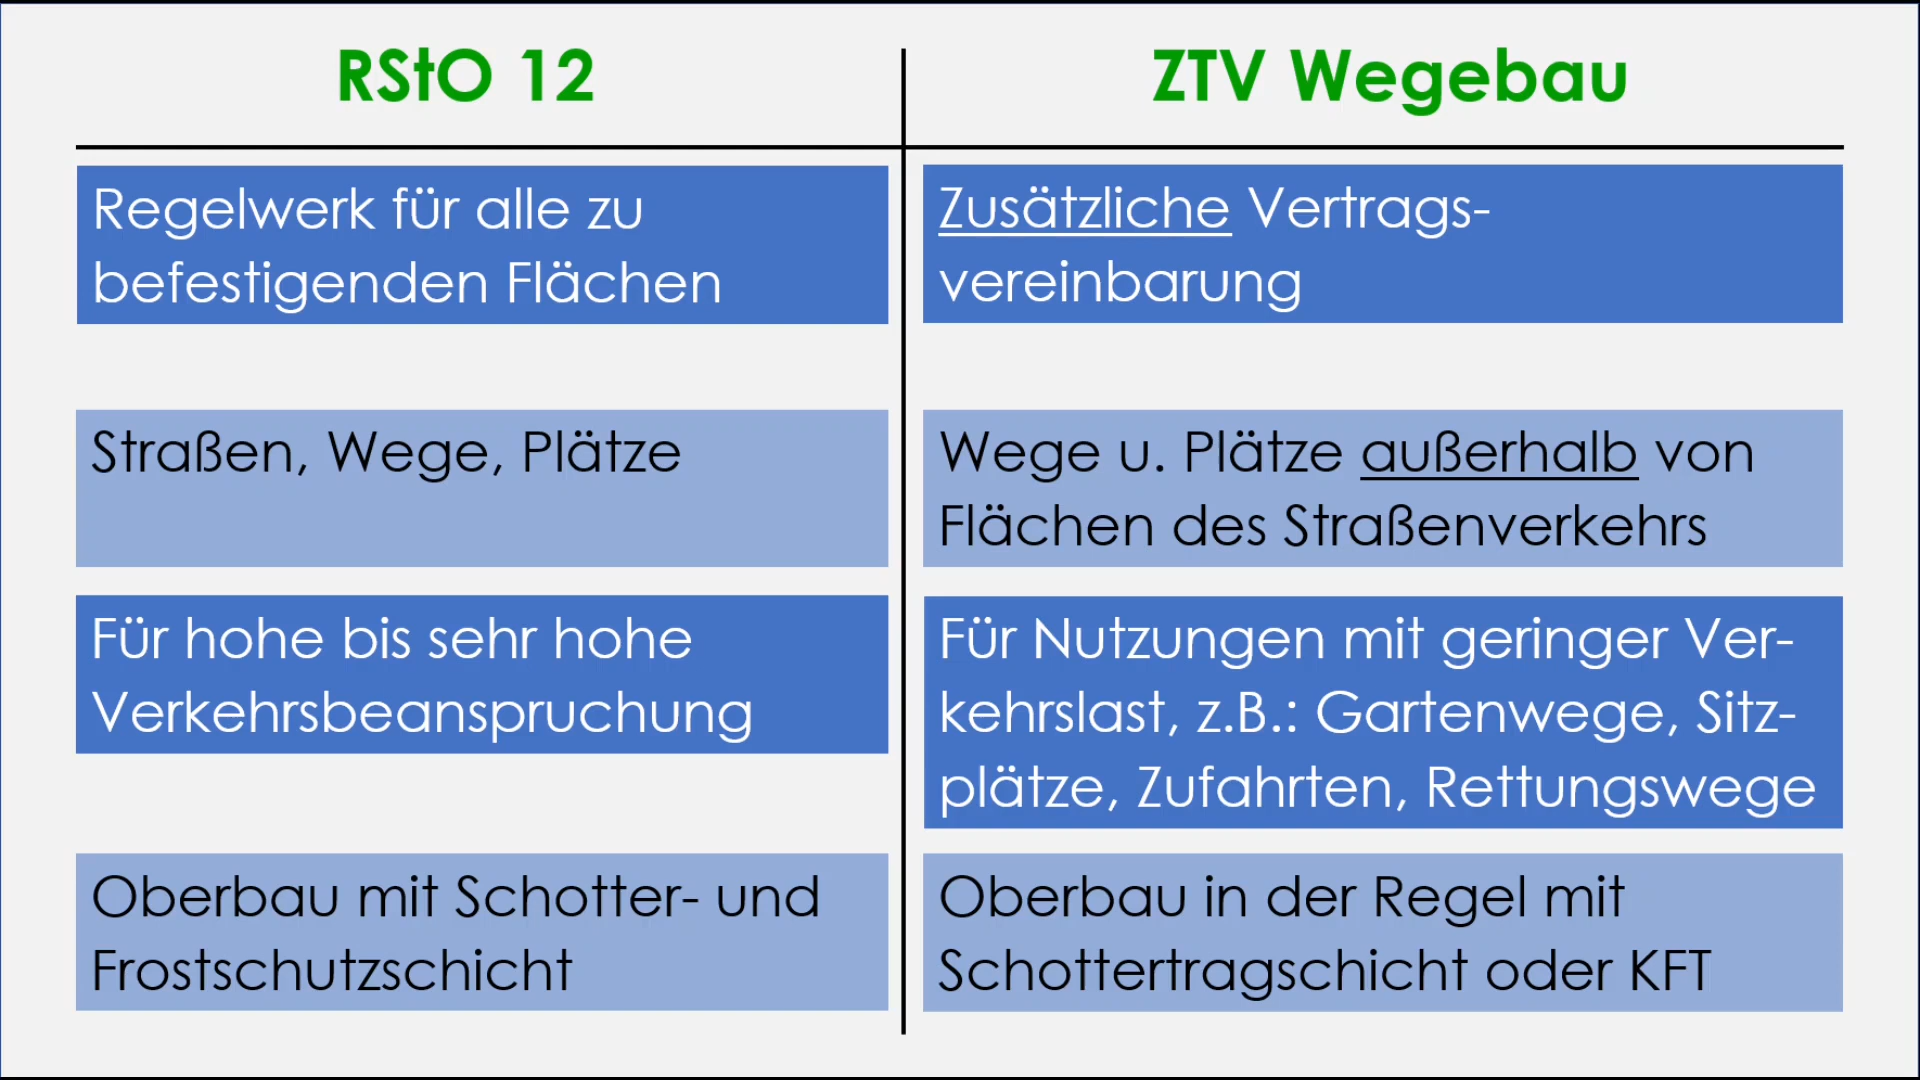 RStO 12
ZTV Wegebau
Regelwerk für alle zu
befestigenden Flächen
Zusätzliche Vertrags-
vereinbarung
Straßen, Wege, Plätze
Wege u. Plätze außerhalb von
Flächen des Straßenverkehrs
Für hohe bis sehr hohe
Verkehrsbeanspruchung
Für Nutzungen mit geringer Ver-
kehrslast, z.B.: Gartenwege, Sitz-
plätze, Zufahrten, Rettungswege
Oberbau mit Schotter- und
Frostschutzschicht
Oberbau in der Regel mit
Schottertragschicht oder KFT